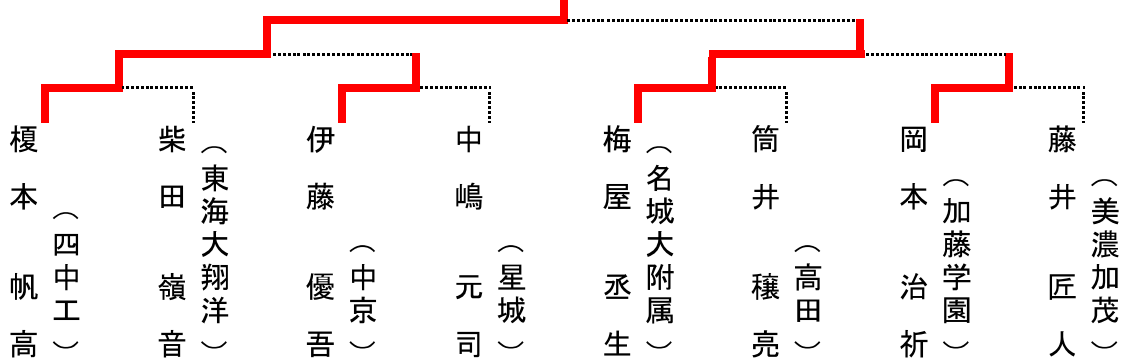 榎本帆高
（四中工）
柴田嶺音
（東海大翔洋）
伊藤優吾
（中京）
中嶋元司
（星城）
梅屋丞生
（名城大附属）
筒井穣亮
（高田）
岡本治祈
（加藤学園）
藤井匠人
（美濃加茂）